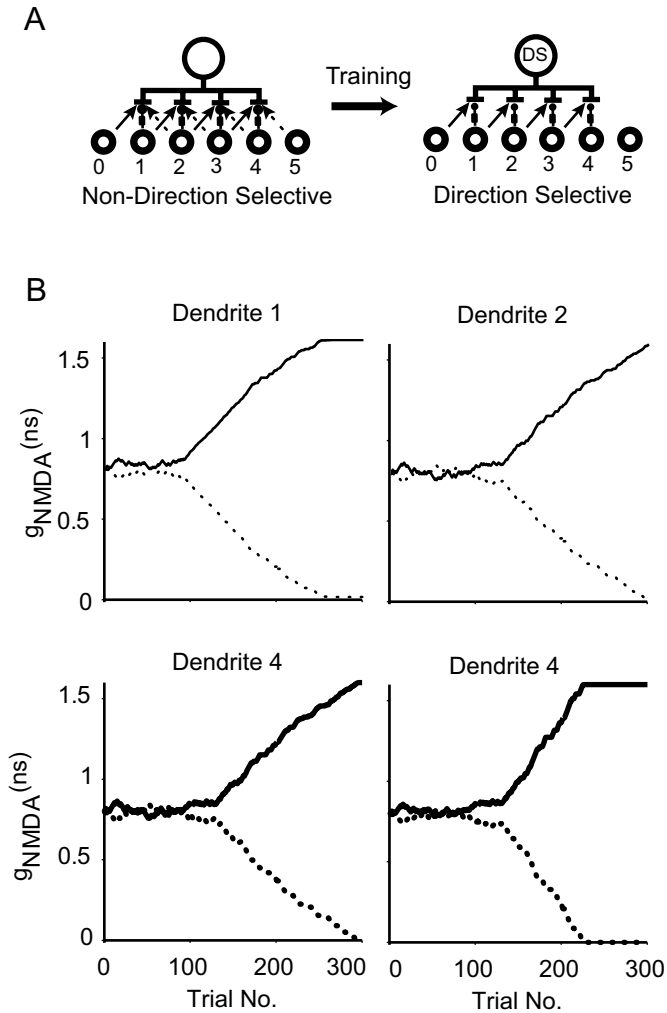 A
DS
Training
0 1 2 3 4 5
0 1 2 3 4 5
Non-Direction Selective
Direction Selective
B
Dendrite 1
Dendrite 2
1.5
1
0.5
0
gNMDA(ns)
Dendrite 4
Dendrite 4
1.5
1
0.5
0
gNMDA(ns)
0 100 200 300
0 100 200 300
Trial No.
Trial No.